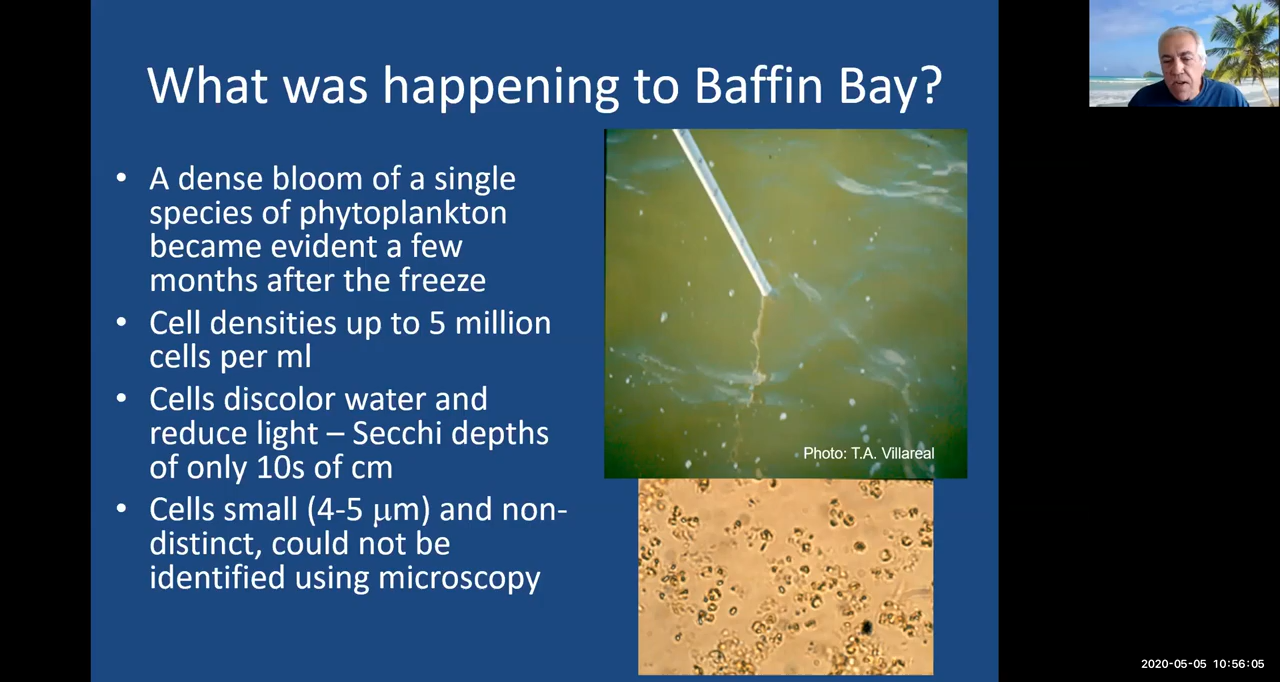 What was happening to Baffin Bay?
• A dense bloom of a single
species of phytoplankton
became evident a few
months after the freeze
• Cell densities up to 5 million
cells per ml
• Cells discolor water and
reduce light – Secchi depths
of only 10s of cm
• Cells small (4-5 μm) and non-
distinct, could not be
identified using microscopy
Photo: T.A. Villareal
2020-05-05 10:56:05